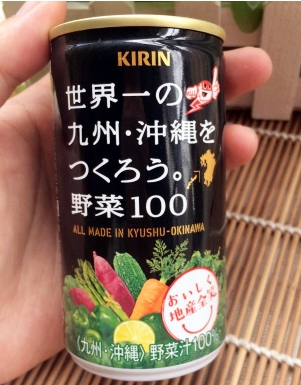 KIRIN
世界一の
九州・沖縄を
つくろう。
野菜100
ALL MADE IN KYUSHU-OKINAWA
おいしく
地産全消
〈九州・沖縄〉野菜汁100%